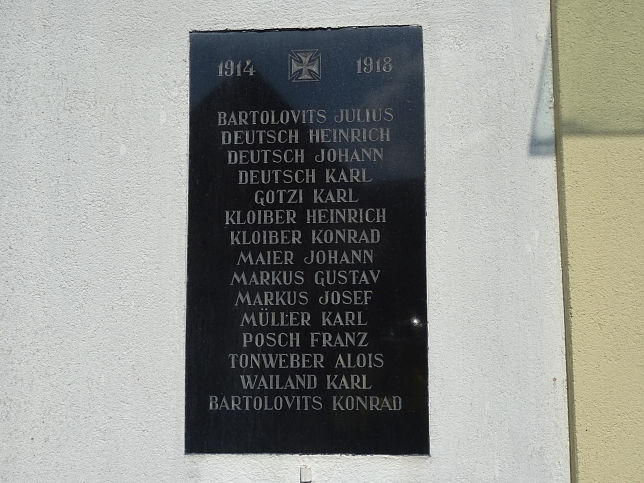 1914 1918
BARTOLOVITS JULIUS
DEUTSCH HEINRICH
DEUTSCH JOHANN
DEUTSCH KARL
GOTZI KARL
KLOIBER HEINRICH
KLOIBER KONRAD
MAIER JOHANN
MARKUS GUSTAV
MARKUS JOSEF
MÜLLER KARL
POSCH FRANZ
TONWEBER ALOIS
WAILAND KARL
BARTOLOVITS KONRAD